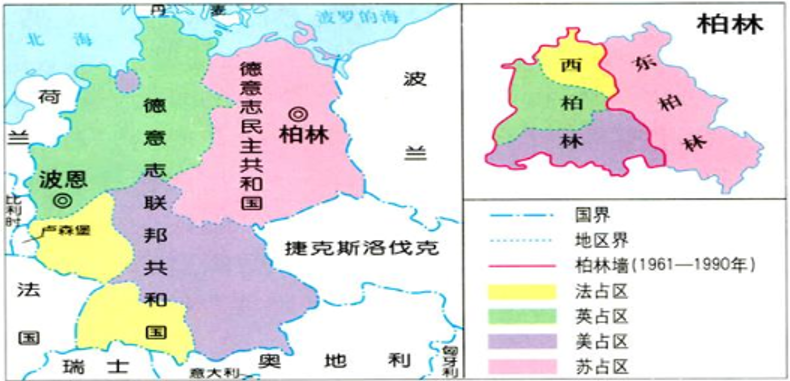 丹 麦
波罗的海
北 海
荷兰
波兰
德意志民主共和国
柏林
德意志联邦共和国
波恩
比利时
卢森堡
捷克斯洛伐克
法国
瑞士
意大利
奥地利
匈牙利
柏林
西柏林
东柏林
国界
地区界
柏林墙(1961—1990年)
法占区
英占区
美占区
苏占区